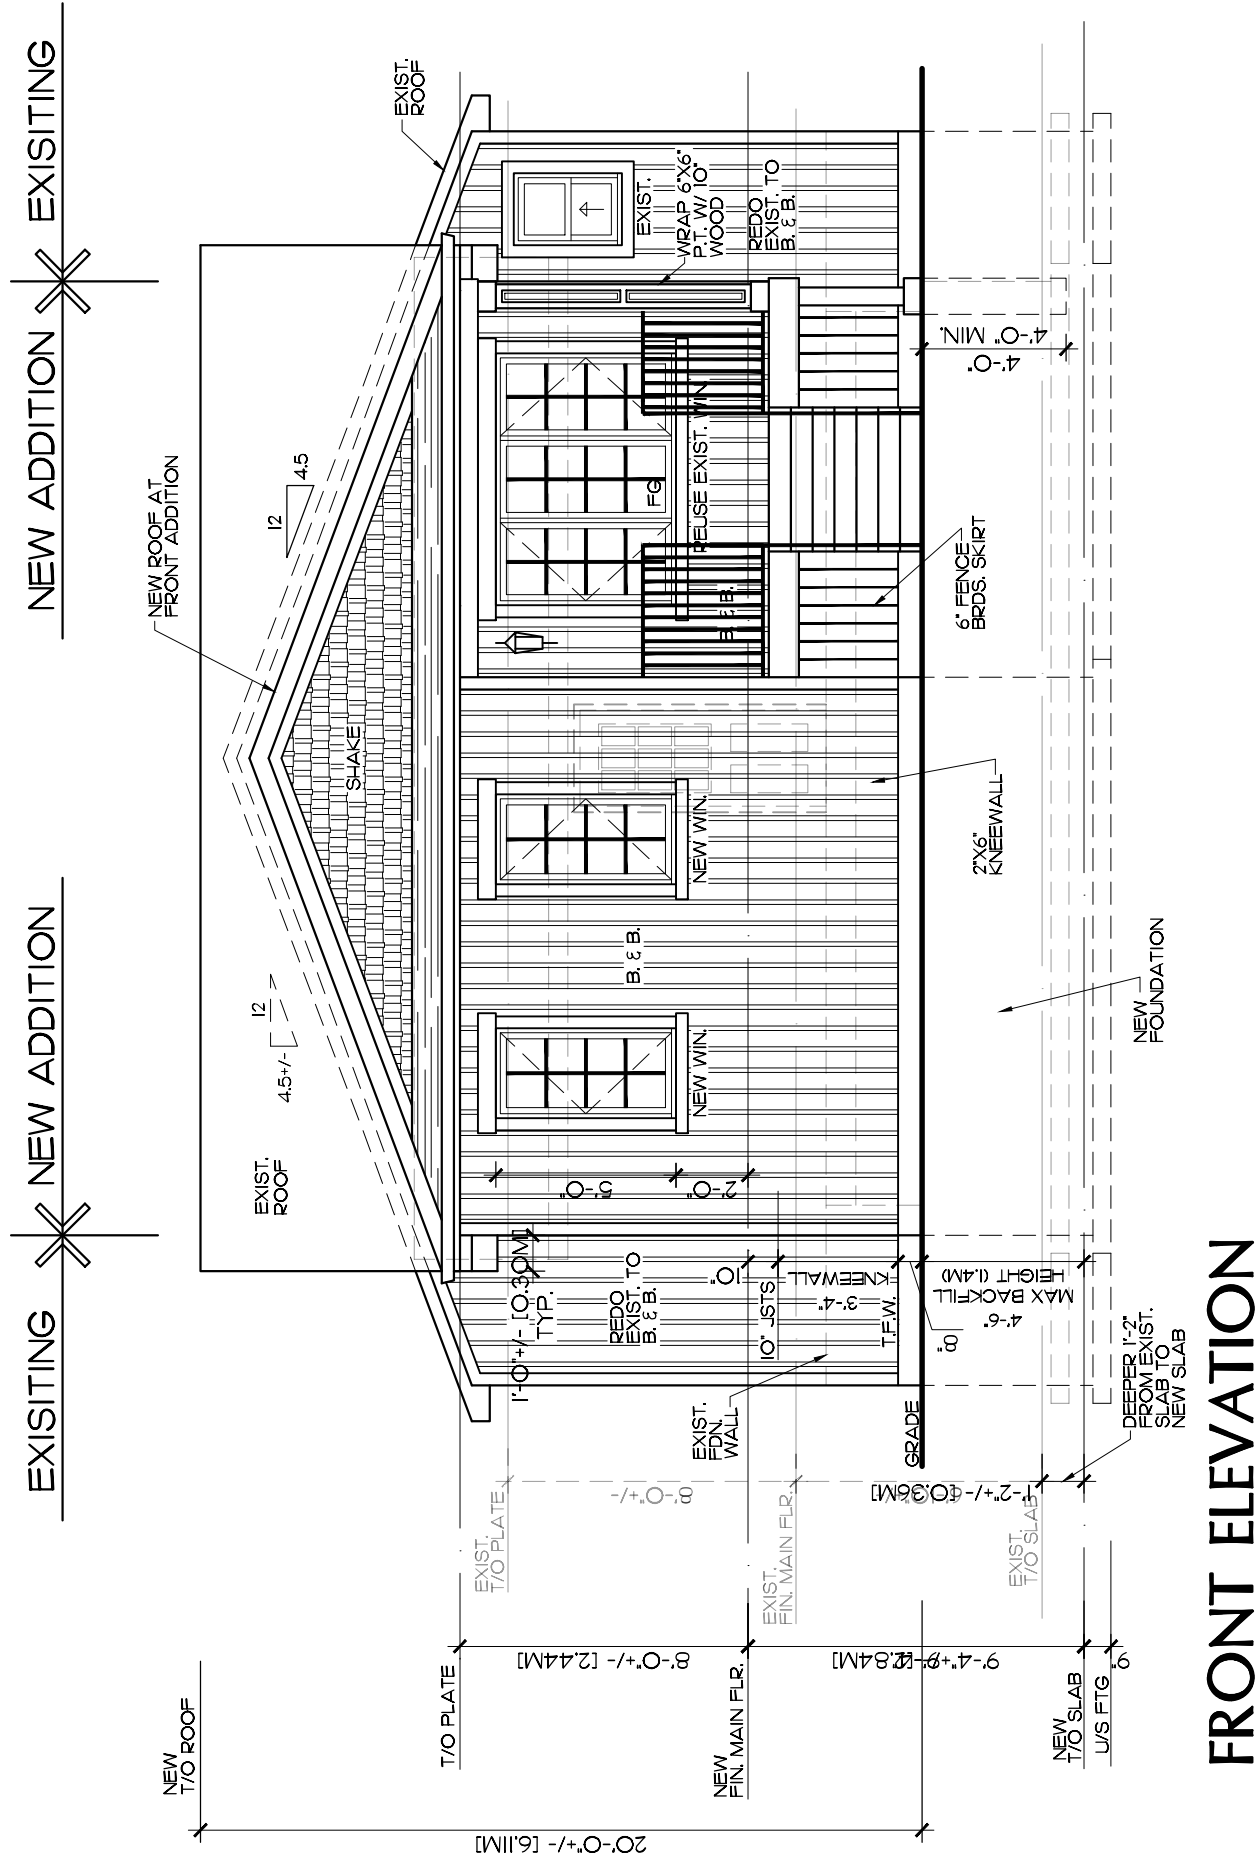 EXISITING
NEW ADDITION
NEW ADDITION
EXISITING
NEW
T/O ROOF
20'-0"+/- [6.11M]
T/O PLATE
8'-0"+/- [2.44M]
NEW
FIN. MAIN FLR.
9'-4"+/-
NEW
T/O SLAB
U/S FTG
9"
EXIST.
T/O PLATE
8'-0"+/-
EXIST.
FIN. MAIN FLR.
EXIST.
T/O SLAB
1'-2"+/- [0.36M]
GRADE
DEEPER 1'-2"
FROM EXIST.
SLAB TO
NEW SLAB
EXIST.
FDN.
WALL
1'-0"+/- [0.30M]
TYP.
REDO
EXIST. TO
B. & B.
10"
10" JSTS
3'-4"
KNEEWALL
T.F.W.
8"
4'-6"
MAX BACKFILL
HEIGHT (1.4M)
EXIST.
ROOF
4.5+/-
12
5'-0"
2'-0"
NEW WIN.
B. & B.
NEW WIN.
SHAKE
NEW ROOF AT
FRONT ADDITION
12
4.5
NEW
FOUNDATION
2"X6"
KNEEWALL
6" FENCE
BRDS. SKIRT
B. & B.
FG
REUSE EXIST. WIN.
4'-0"
4'-0" MIN.
EXIST.
ROOF
EXIST.
WRAP 6"X6"
P.T. W/ 10"
WOOD
REDO
EXIST. TO
B. & B.
FRONT ELEVATION